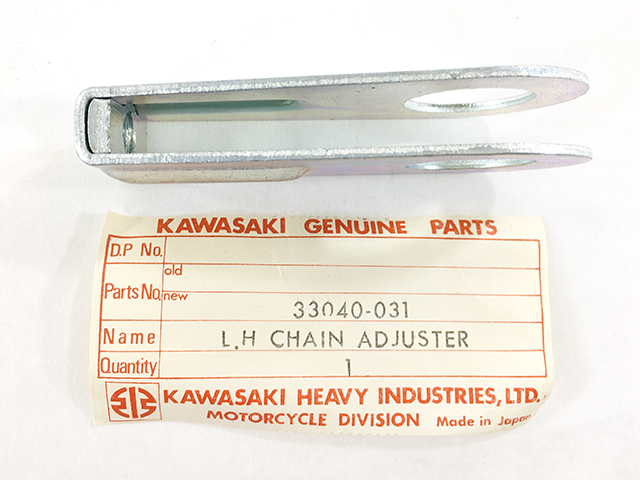 KAWASAKI GENUINE PARTS
D.P No.
old
Parts No. new 33040-031
Name L.H CHAIN ADJUSTER
Quantity 1
KAWASAKI HEAVY INDUSTRIES, LTD.
MOTORCYCLE DIVISION Made in Japan